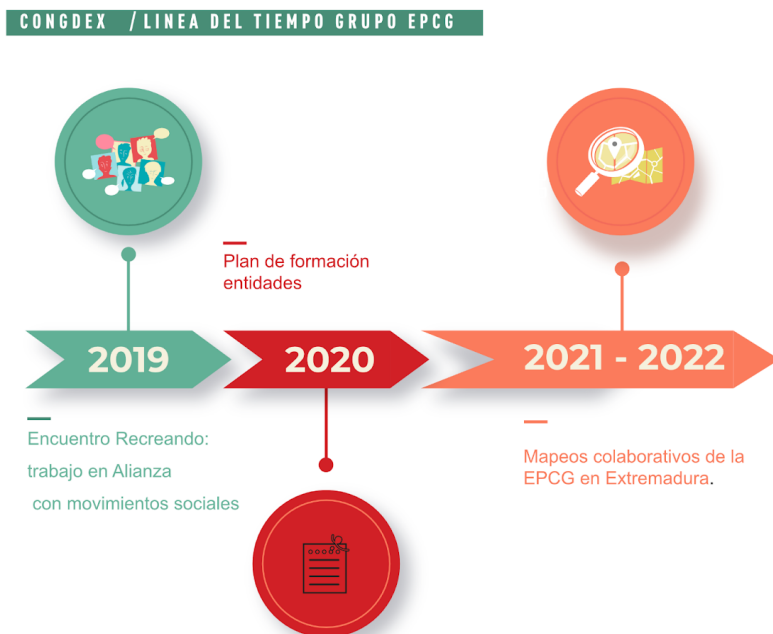 CONGDEX / LINEA DEL TIEMPO GRUPO EPCG
Plan de formación
entidades
2019
2020
2021 - 2022
Encuentro Recreando:
trabajo en Alianza
con movimientos sociales
Mapeos colaborativos de la
EPCG en Extremadura.